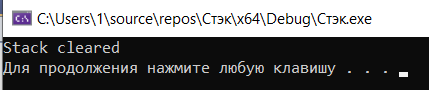 C:\Users\1\source\repos\Стэк\x64\Debug\Стэк.exe
Stack cleared
Для продолжения нажмите любую клавишу . . .